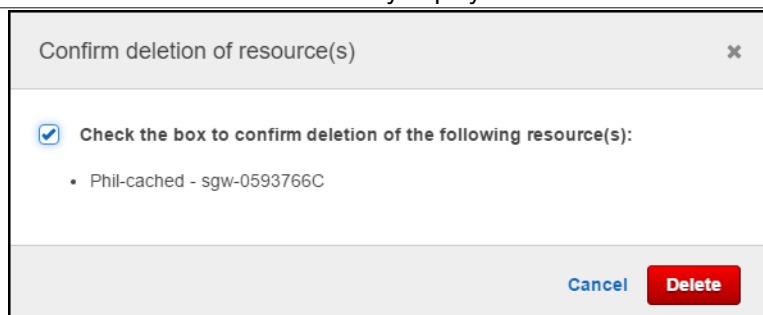 Confirm deletion of resource(s)
Check the box to confirm deletion of the following resource(s):
• Phil-cached - sgw-0593766C
Cancel Delete